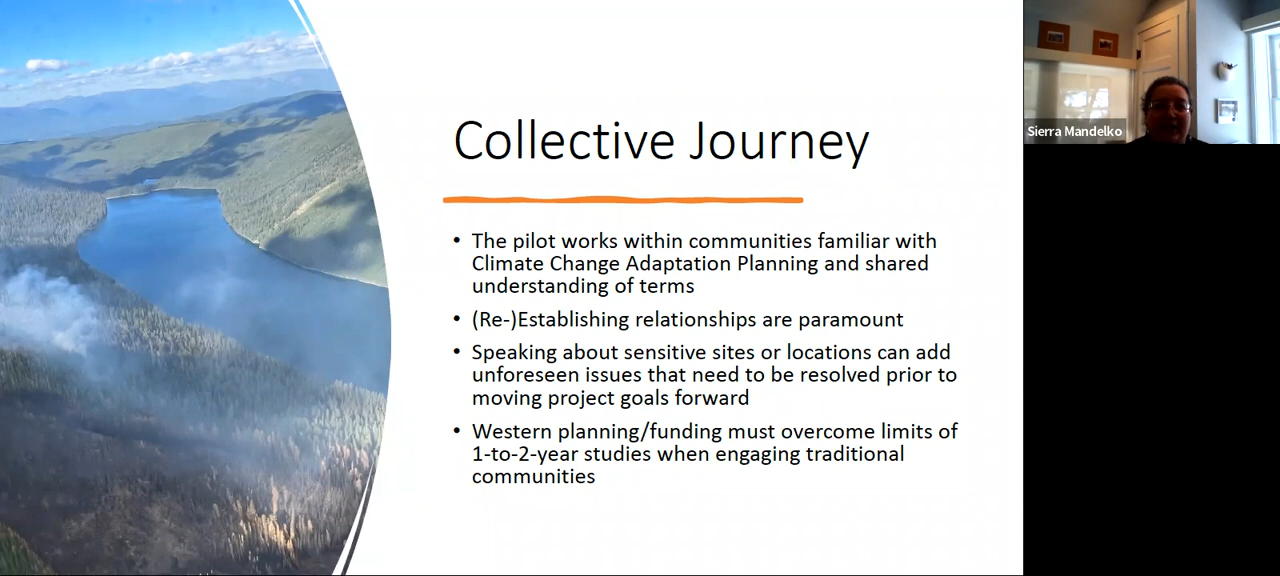 Collective Journey
• The pilot works within communities familiar with
Climate Change Adaptation Planning and shared
understanding of terms
• (Re-)Establishing relationships are paramount
• Speaking about sensitive sites or locations can add
unforeseen issues that need to be resolved prior to
moving project goals forward
• Western planning/funding must overcome limits of
1-to-2-year studies when engaging traditional
communities
Sierra Mandelko